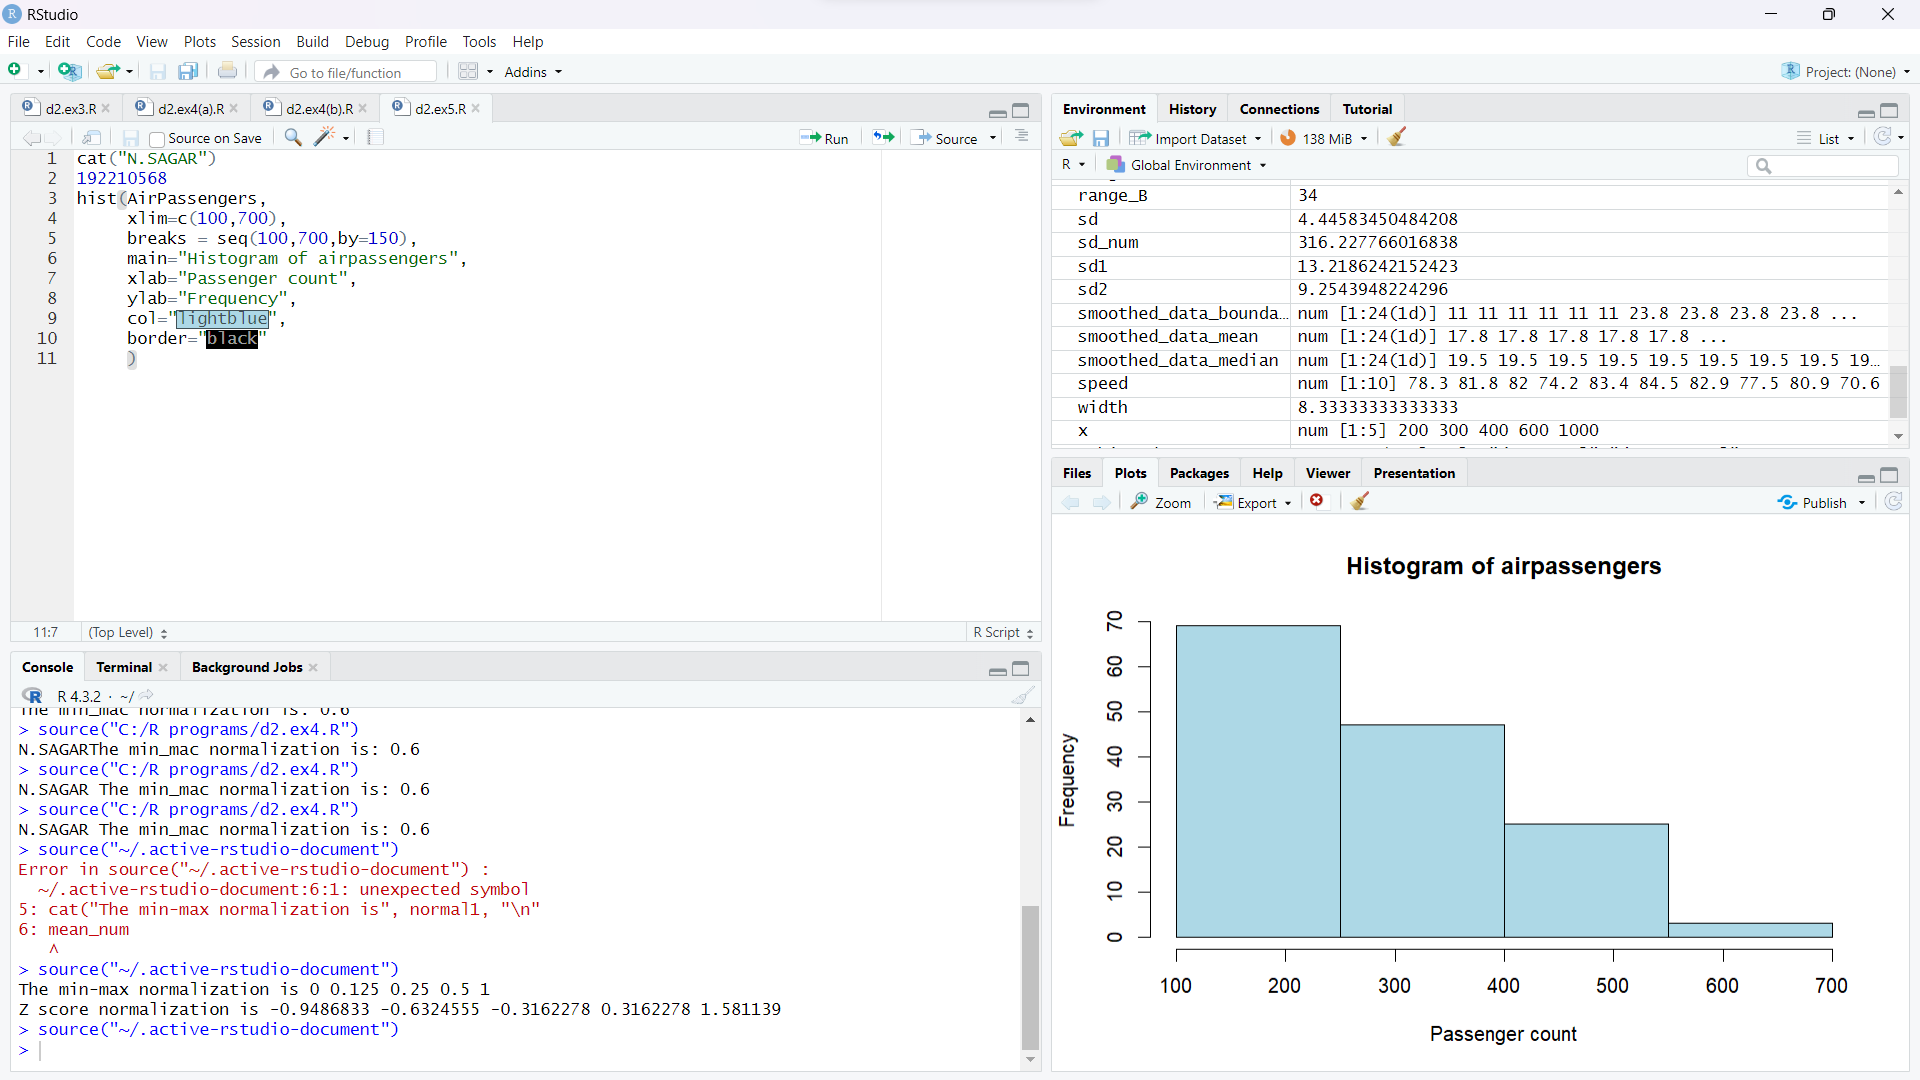 RStudio
File Edit Code View Plots Session Build Debug Profile Tools Help
Go to file/function Addins Project: (None)
d2.ex3.R d2.ex4(a).R d2.ex4(b).R d2.ex5.R
Source on Save Run Source
1 cat("N.SAGAR")
2 192210568
3 hist(AirPassengers,
4 xlim=c(100,700),
5 breaks = seq(100,700,by=150),
6 main="Histogram of airpassengers",
7 xlab="Passenger count",
8 ylab="Frequency",
9 col="lightblue",
10 border="black"
11 )
11:7 (Top Level) R Script
Console Terminal Background Jobs
R 4.3.2 · ~/
The min_mac normalization is: 0.6
> source("C:/R programs/d2.ex4.R")
N.SAGARThe min_mac normalization is: 0.6
> source("C:/R programs/d2.ex4.R")
N.SAGAR The min_mac normalization is: 0.6
> source("C:/R programs/d2.ex4.R")
N.SAGAR The min_mac normalization is: 0.6
> source("~/.active-rstudio-document")
Error in source("~/.active-rstudio-document") :
~/.active-rstudio-document:6:1: unexpected symbol
5: cat("The min-max normalization is", normal1, "\n"
6: mean_num
^
> source("~/.active-rstudio-document")
The min-max normalization is 0 0.125 0.25 0.5 1
Z score normalization is -0.9486833 -0.6324555 -0.3162278 0.3162278 1.581139
> source("~/.active-rstudio-document")
>
Environment History Connections Tutorial
Import Dataset 138 MiB List
R Global Environment
range_B 34
sd 4.44583450484208
sd_num 316.227766016838
sd1 13.2186242152423
sd2 9.2543948224296
smoothed_data_bounda… num [1:24(1d)] 11 11 11 11 11 11 23.8 23.8 23.8 23.8 ...
smoothed_data_mean num [1:24(1d)] 17.8 17.8 17.8 17.8 17.8 ...
smoothed_data_median num [1:24(1d)] 19.5 19.5 19.5 19.5 19.5 19.5 19.5 19.5 19…
speed num [1:10] 78.3 81.8 82 74.2 83.4 84.5 82.9 77.5 80.9 70.6
width 8.33333333333333
x num [1:5] 200 300 400 600 1000
Files Plots Packages Help Viewer Presentation
Zoom Export Publish
Histogram of airpassengers
Frequency
70
60
50
40
30
20
10
0
100 200 300 400 500 600 700
Passenger count